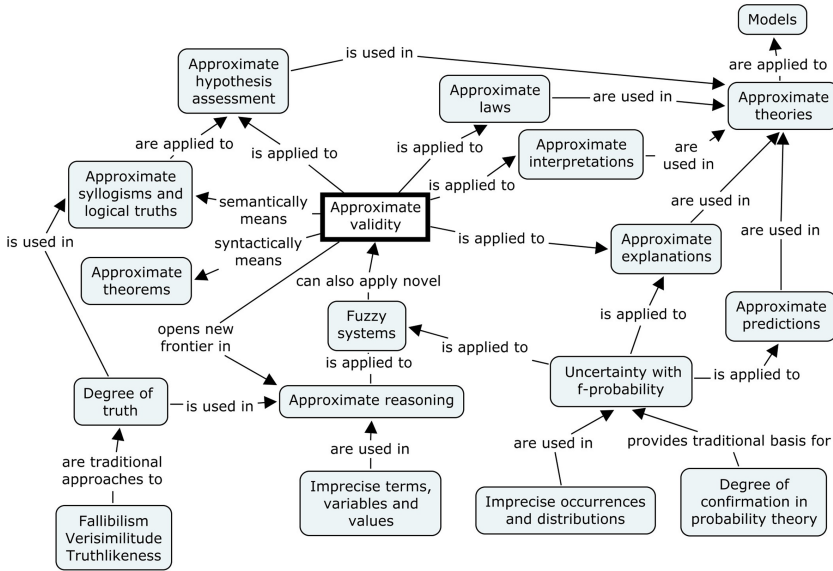 Models
are applied to
Approximate
theories
Approximate
hypothesis
assessment
is used in
Approximate
laws
are used in
are applied to
is applied to
is applied to
Approximate
interpretations
are
used in
Approximate
syllogisms and
logical truths
semantically
means
is applied to
Approximate
validity
is used in
syntactically
means
is applied to
Approximate
explanations
are used in
are used in
Approximate
theorems
can also apply novel
Approximate
predictions
opens new
frontier in
Fuzzy
systems
is applied to
is applied to
is applied to
Uncertainty with
f-probability
is applied to
Degree of
truth
is used in
Approximate reasoning
are used in
are used in
provides traditional basis for
are traditional
approaches to
Imprecise terms,
variables and
values
Imprecise occurrences
and distributions
Degree of
confirmation in
probability theory
Fallibilism
Verisimilitude
Truthlikeness